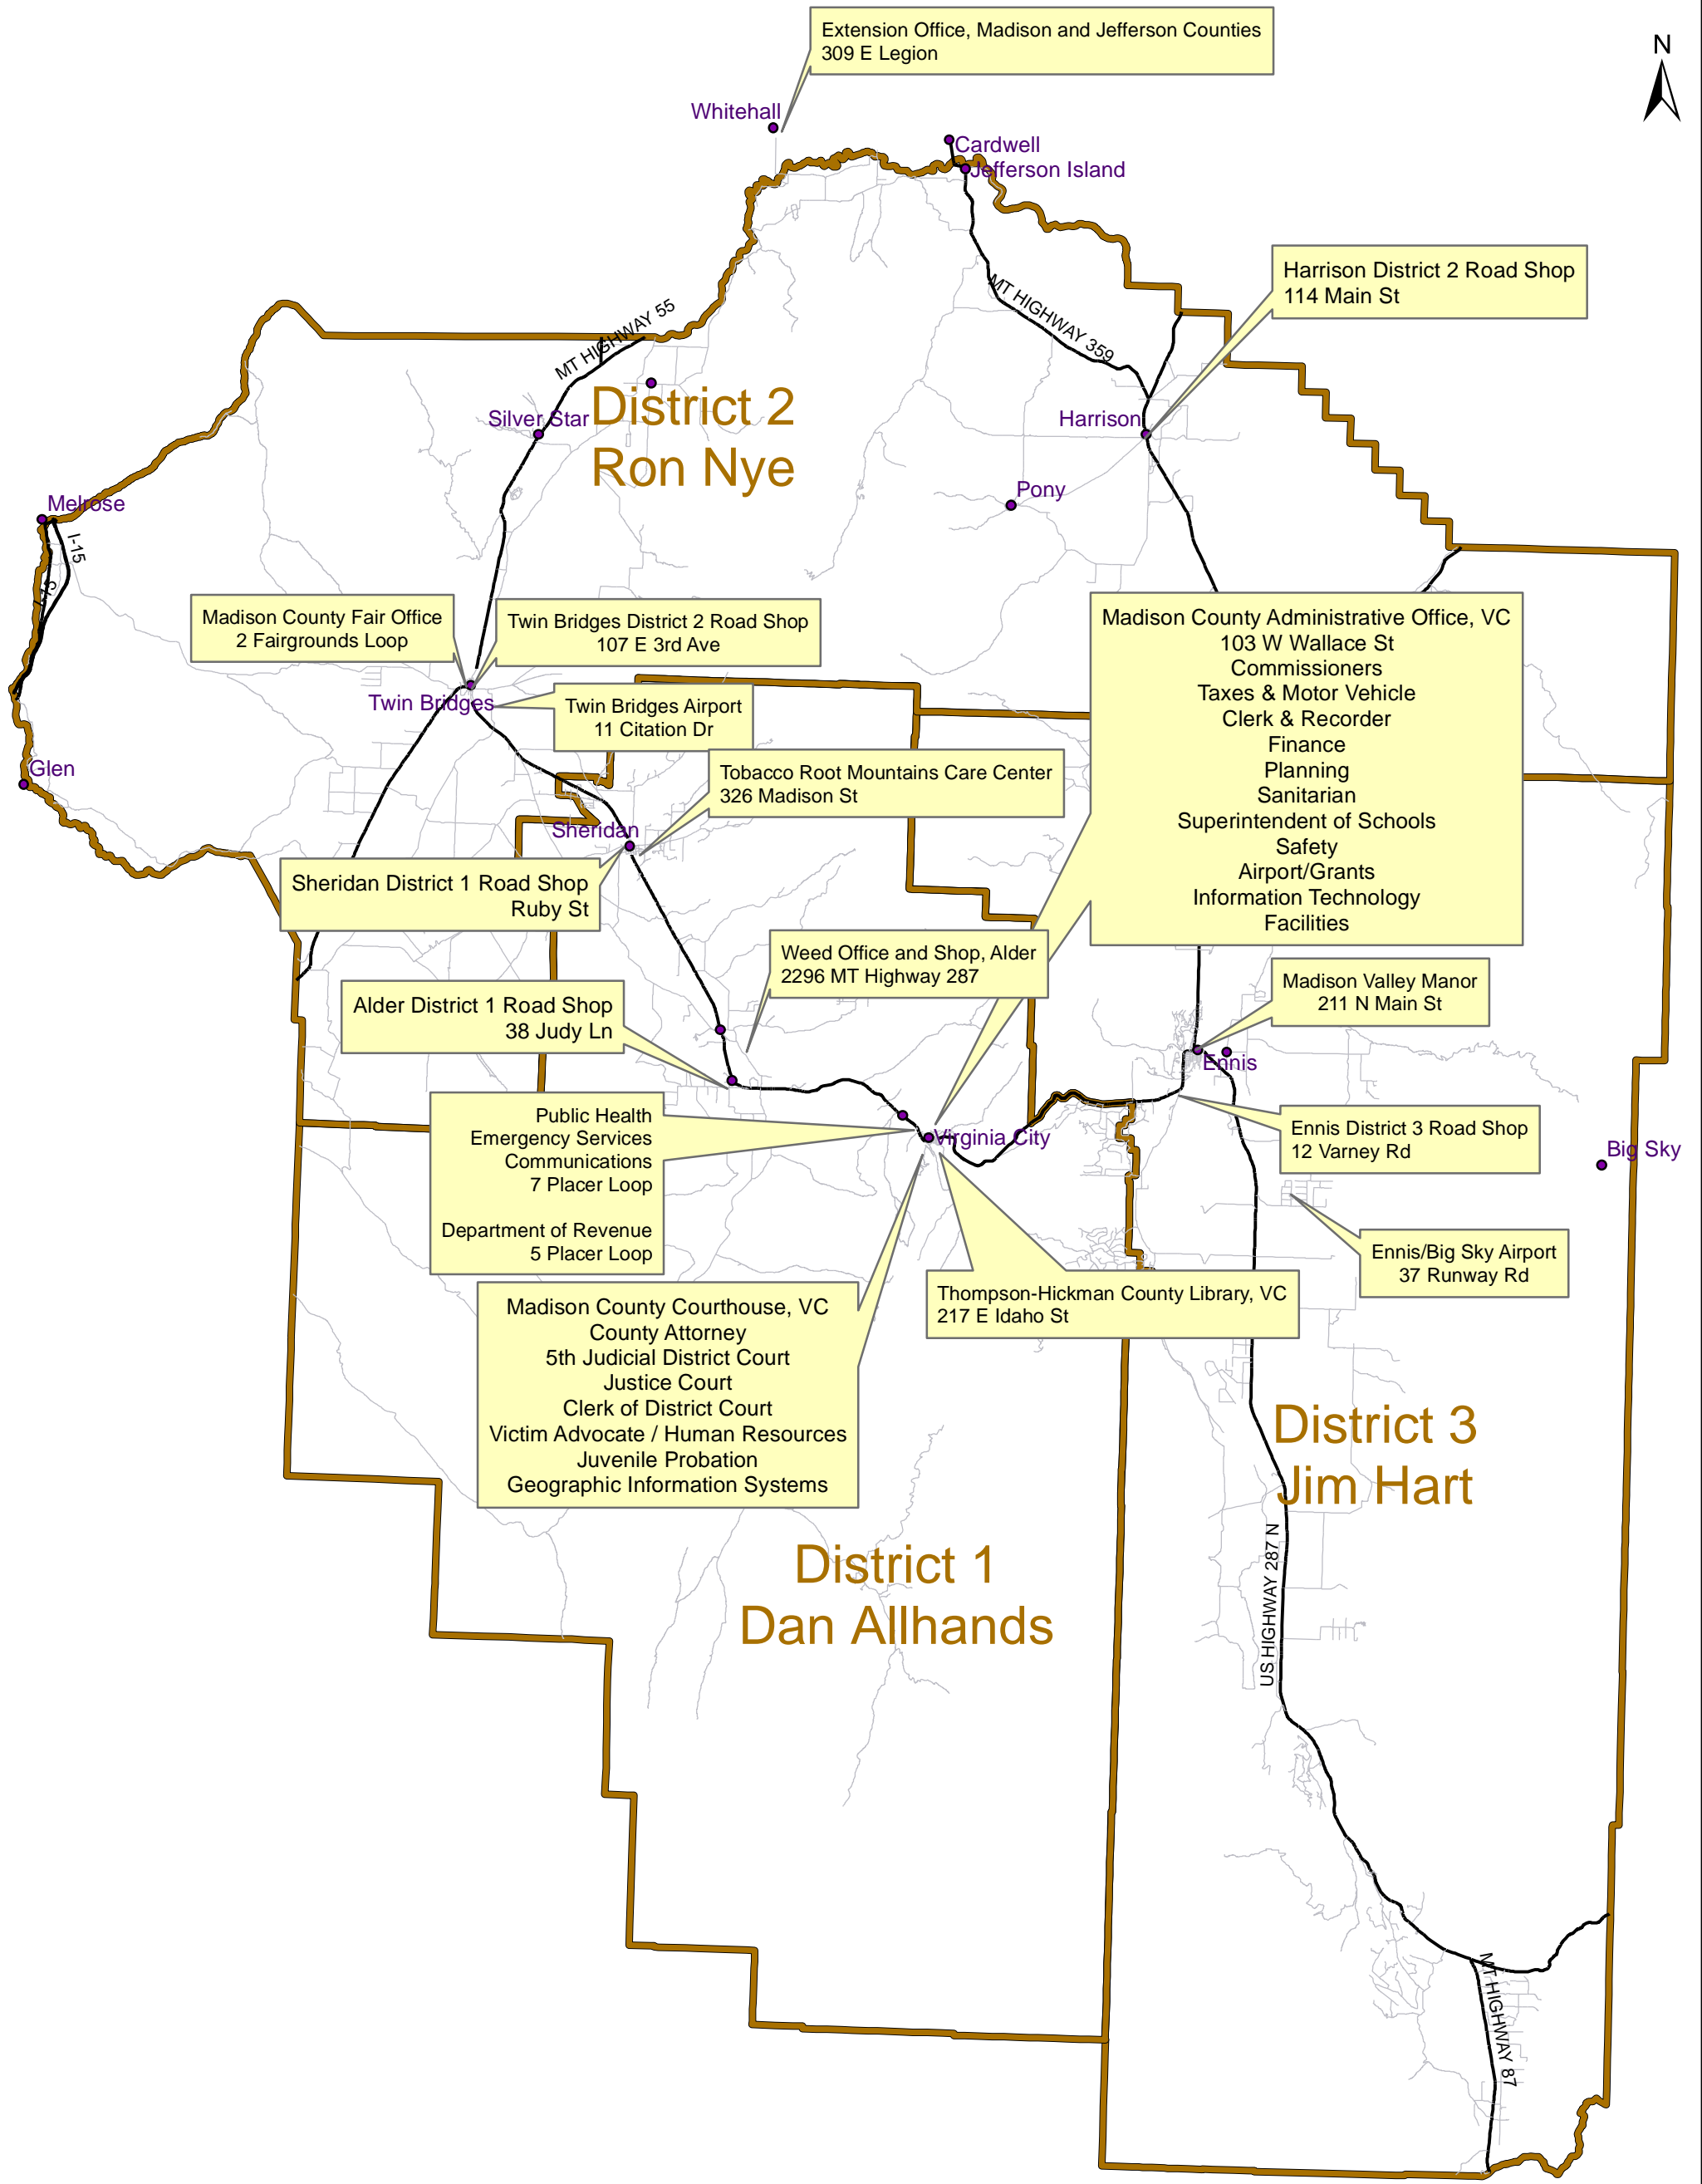 Extension Office, Madison and Jefferson Counties
309 E Legion
N
Whitehall
Cardwell
Jefferson Island
Harrison District 2 Road Shop
114 Main St
MT HIGHWAY 359
MT HIGHWAY 55
District 2
Ron Nye
Silver Star
Harrison
Pony
Melrose
I-15
I-15
Madison County Fair Office
2 Fairgrounds Loop
Twin Bridges District 2 Road Shop
107 E 3rd Ave
Twin Bridges
Twin Bridges Airport
11 Citation Dr
Madison County Administrative Office, VC
103 W Wallace St
Commissioners
Taxes & Motor Vehicle
Clerk & Recorder
Finance
Planning
Sanitarian
Superintendent of Schools
Safety
Airport/Grants
Information Technology
Facilities
Glen
Tobacco Root Mountains Care Center
326 Madison St
Sheridan
Sheridan District 1 Road Shop
Ruby St
Weed Office and Shop, Alder
2296 MT Highway 287
Madison Valley Manor
211 N Main St
Alder District 1 Road Shop
38 Judy Ln
Ennis
Public Health
Emergency Services
Communications
7 Placer Loop
Department of Revenue
5 Placer Loop
Virginia City
Ennis District 3 Road Shop
12 Varney Rd
Big Sky
Ennis/Big Sky Airport
37 Runway Rd
Thompson-Hickman County Library, VC
217 E Idaho St
Madison County Courthouse, VC
County Attorney
5th Judicial District Court
Justice Court
Clerk of District Court
Victim Advocate / Human Resources
Juvenile Probation
Geographic Information Systems
District 3
Jim Hart
US HIGHWAY 287 N
District 1
Dan Allhands
MT HIGHWAY 87